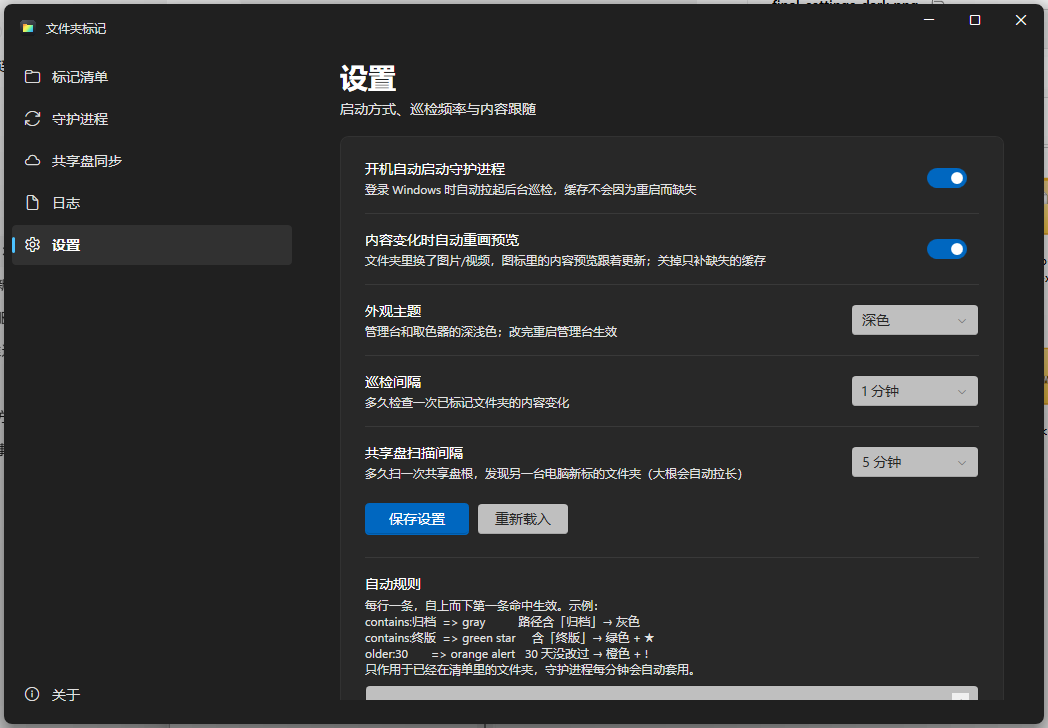 文件夹标记
标记清单
守护进程
共享盘同步
日志
设置
关于
设置
启动方式、巡检频率与内容跟随
开机自动启动守护进程
登录 Windows 时自动拉起后台巡检，缓存不会因为重启而缺失
内容变化时自动重画预览
文件夹里换了图片/视频，图标里的内容预览跟着更新；关掉只补缺失的缓存
外观主题
管理台和取色器的深浅色；改完重启管理台生效
深色
巡检间隔
多久检查一次已标记文件夹的内容变化
1 分钟
共享盘扫描间隔
多久扫一次共享盘根，发现另一台电脑新标的文件夹（大根会自动拉长）
5 分钟
保存设置 重新载入
自动规则
每行一条，自上而下第一条命中生效。示例：
contains:归档 => gray 路径含「归档」→ 灰色
contains:终版 => green star 含「终版」→ 绿色 + ★
older:30 => orange alert 30 天没改过 → 橙色 + !
只作用于已经在清单里的文件夹，守护进程每分钟会自动套用。